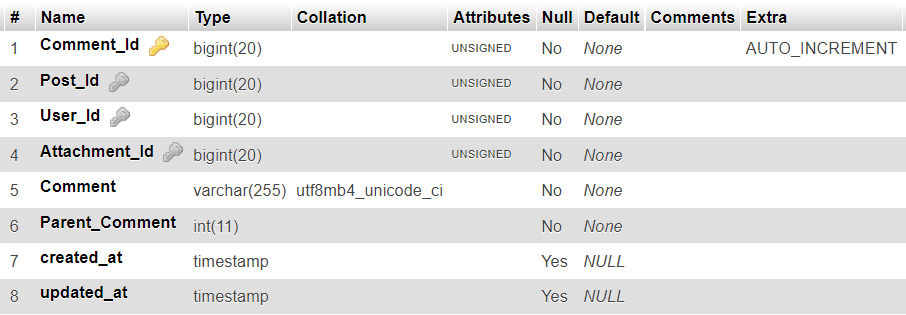 # Name Type Collation Attributes Null Default Comments Extra
1 Comment_Id bigint(20) UNSIGNED No None AUTO_INCREMENT
2 Post_Id bigint(20) UNSIGNED No None
3 User_Id bigint(20) UNSIGNED No None
4 Attachment_Id bigint(20) UNSIGNED No None
5 Comment varchar(255) utf8mb4_unicode_ci No None
6 Parent_Comment int(11) No None
7 created_at timestamp Yes NULL
8 updated_at timestamp Yes NULL